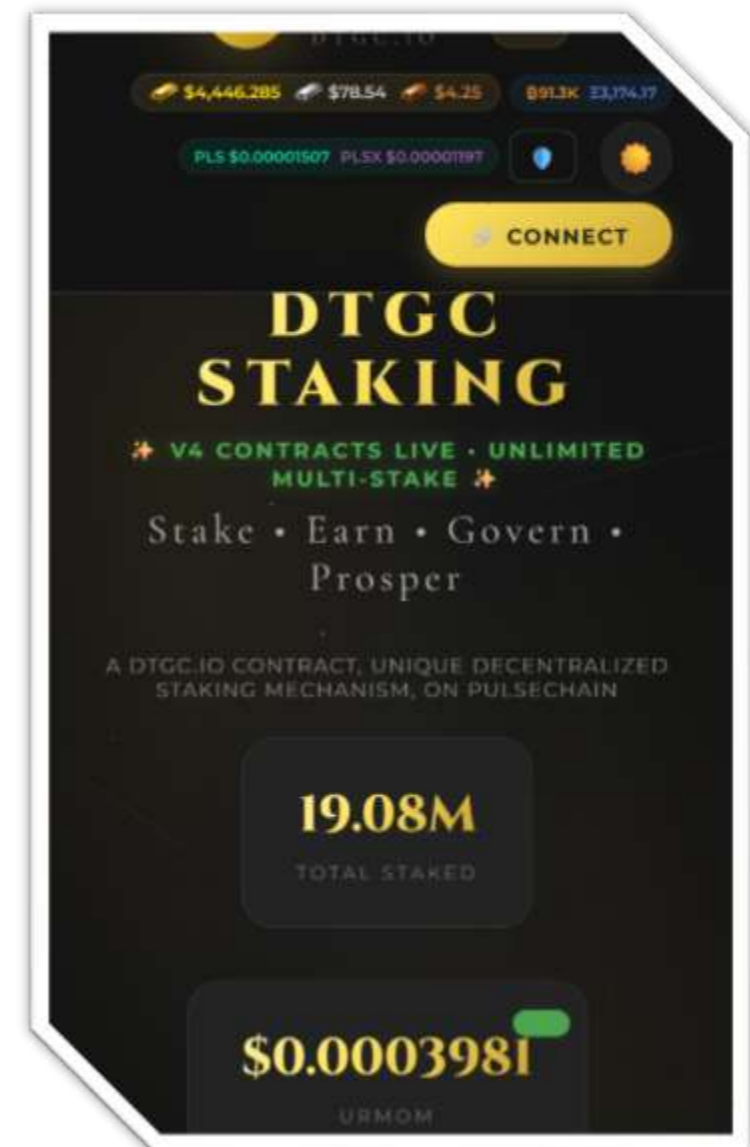 DTGC.IO
$4,446.285 $78.54 $4.25 ₿91.3K Ξ3,174.17
PLS $0.00001507 PLSX $0.00001197
CONNECT
DTGC
STAKING
✨ V4 CONTRACTS LIVE · UNLIMITED
MULTI-STAKE ✨
Stake • Earn • Govern •
Prosper
A DTGC.IO CONTRACT, UNIQUE DECENTRALIZED
STAKING MECHANISM, ON PULSECHAIN
19.08M
TOTAL STAKED
$0.0003981
URMOM